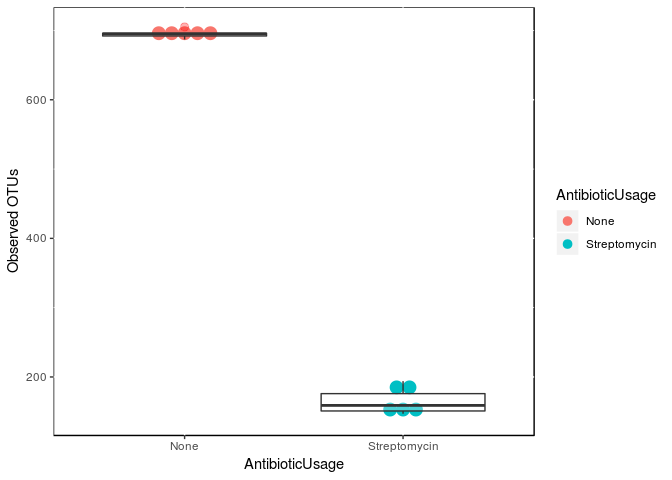 600
400
200
Observed OTUs
None
Streptomycin
AntibioticUsage
AntibioticUsage
None
Streptomycin